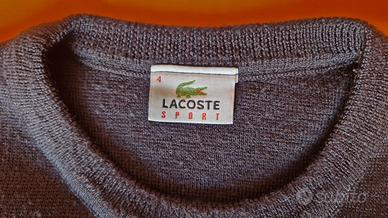 4
LACOSTE
SPORT
subito